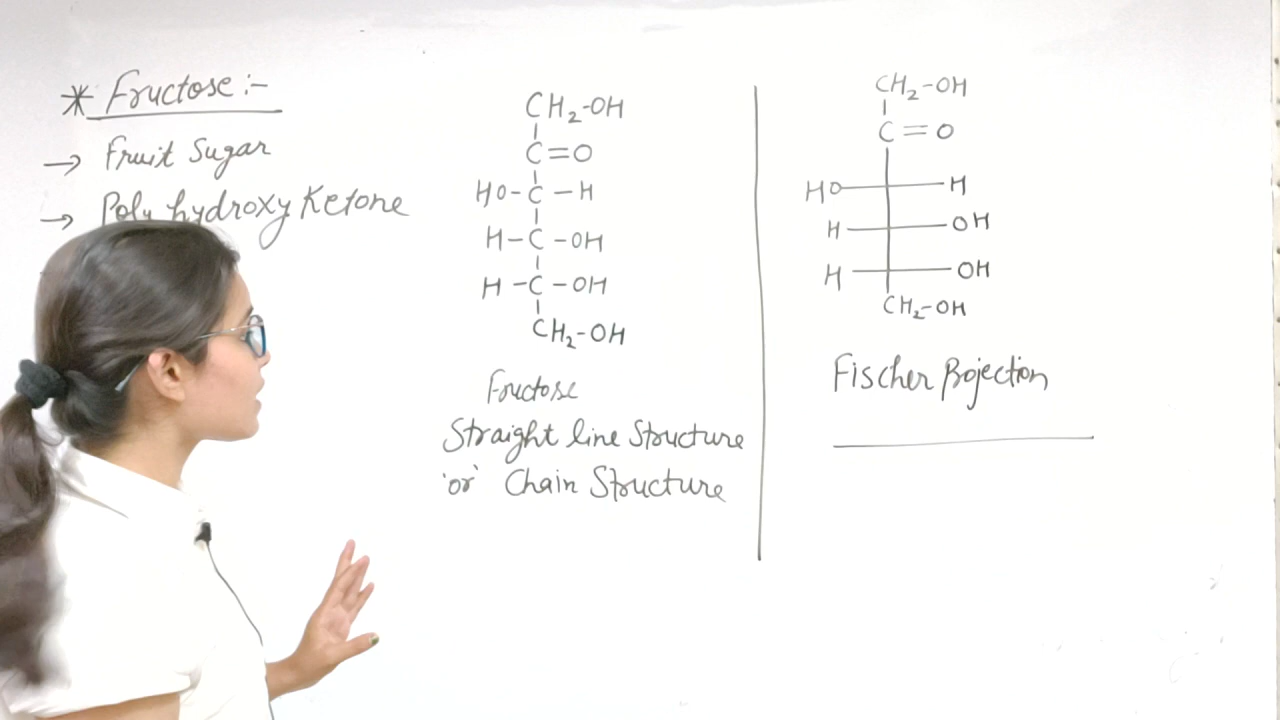 * Fructose :-
→ Fruit Sugar
→ Poly hydroxy Ketone
CH2-OH
C=O
HO-C-H
H-C-OH
H-C-OH
CH2-OH
Fructose
Straight line Structure
'or' Chain Structure
CH2-OH
C=O
HO H
H OH
H OH
CH2-OH
Fischer Projection